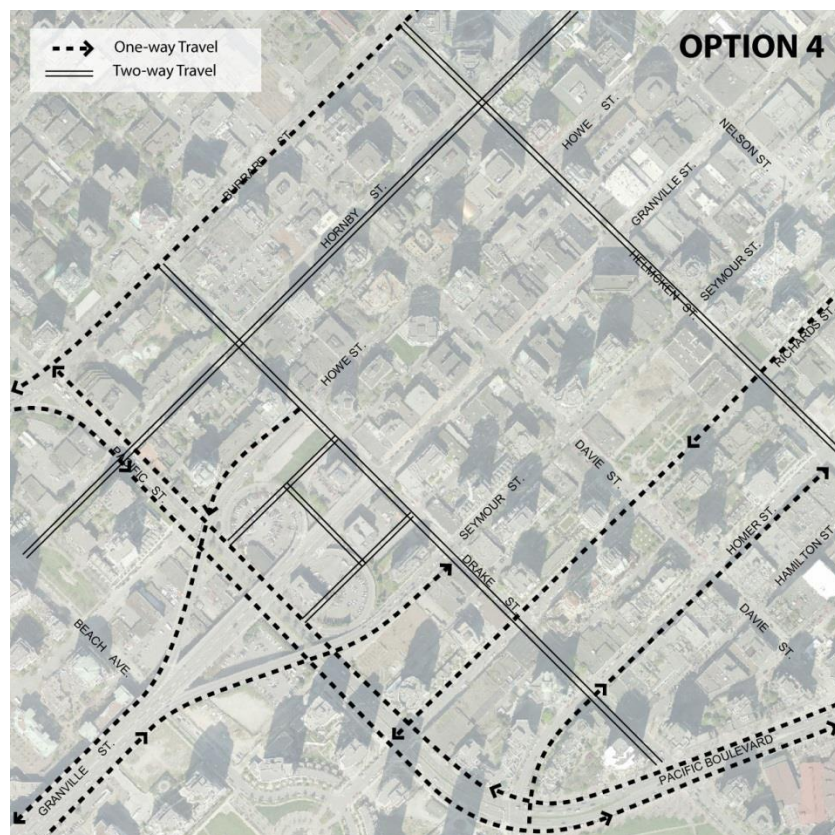 One-way Travel
Two-way Travel
OPTION 4
BURRARD ST.
HORNBY ST.
HOWE ST.
GRANVILLE ST.
NELSON ST.
HELMCKEN ST.
SEYMOUR ST.
RICHARDS ST.
HOWE ST.
DAVIE ST.
PACIFIC ST.
SEYMOUR ST.
DRAKE ST.
HOMER ST.
HAMILTON ST.
DAVIE ST.
BEACH AVE.
GRANVILLE ST.
PACIFIC BOULEVARD